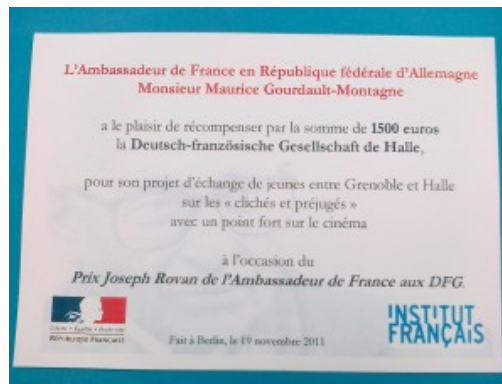 L'Ambassadeur de France en République fédérale d'Allemagne
Monsieur Maurice Gourdault-Montagne
a le plaisir de récompenser par la somme de 1500 euros
la Deutsch-französische Gesellschaft de Halle,
pour son projet d'échange de jeunes entre Grenoble et Halle
sur les « clichés et préjugés »
avec un point fort sur le cinéma
à l'occasion du
Prix Joseph Rovan de l'Ambassadeur de France aux DFG.
Liberté • Égalité • Fraternité
RÉPUBLIQUE FRANÇAISE
Fait à Berlin, le 19 novembre 2011
INSTITUT
FRANÇAIS